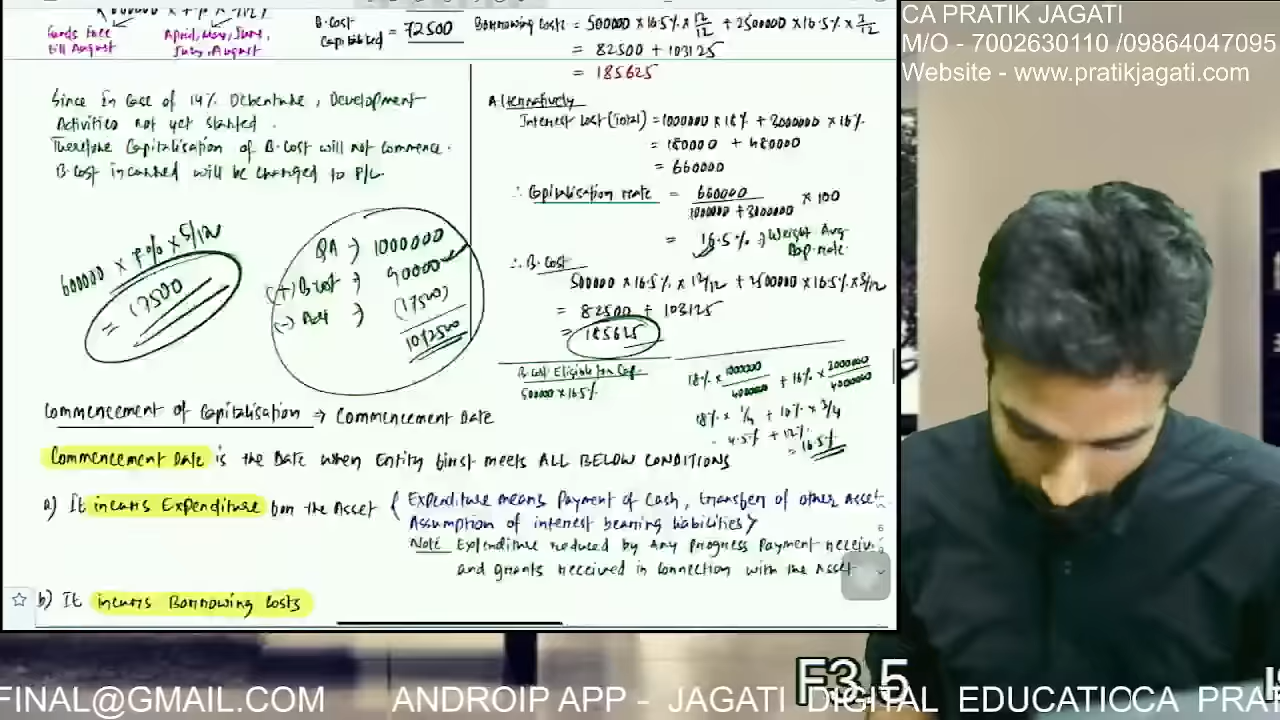 Funds free
till August
April, May, June,
July, August
B.Cost
Capitalized = 72500
Borrowing Costs = 500000 x 16.5% x 12/12 + 2500000 x 16.5% x 3/12
= 82500 + 103125
= 185625
Since in case of 14% Debenture, Development
Activities not yet started.
Therefore Capitalisation of B.Cost will not commence.
B.Cost incurred will be charged to P/L.
600000 x 7% x 5/12
= 17500
QA → 1000000
(+) B.Cost → 90000
(-) → (17500)
1072500
Alternatively
Interest Cost (Total) = 1000000 x 18% + 3000000 x 16%
= 180000 + 480000
= 660000
∴ Capitalisation rate = 660000 / 1000000 + 3000000 x 100
= 16.5% → Weight Avg
Cap. rate
∴ B.Cost
500000 x 16.5% x 12/12 + 2500000 x 16.5% x 3/12
= 82500 + 103125
= 185625
B.Cost Eligible for Cap.
500000 x 16.5%
18% x 1000000/4000000 + 16% x 3000000/4000000
18% x 1/4 + 16% x 3/4
= 4.5% + 12%
= 16.5%
Commencement of Capitalisation ⇒ Commencement Date
Commencement Date is the Date when Entity first meets ALL BELOW CONDITIONS
a) It incurs Expenditure for the Asset { Expenditure means Payment of Cash, transfer of other Asset,
Assumption of interest bearing liabilities }
Note Expenditure reduced by any Progress Payment receiv
and grants received in connection with the Asset
b) It incurs Borrowing Costs
CA PRATIK JAGATI
M/O - 7002630110 /09864047095
Website - www.pratikjagati.com
F3.5
FINAL@GMAIL.COM ANDROIP APP - JAGATI DIGITAL EDUCATICCA PRAT